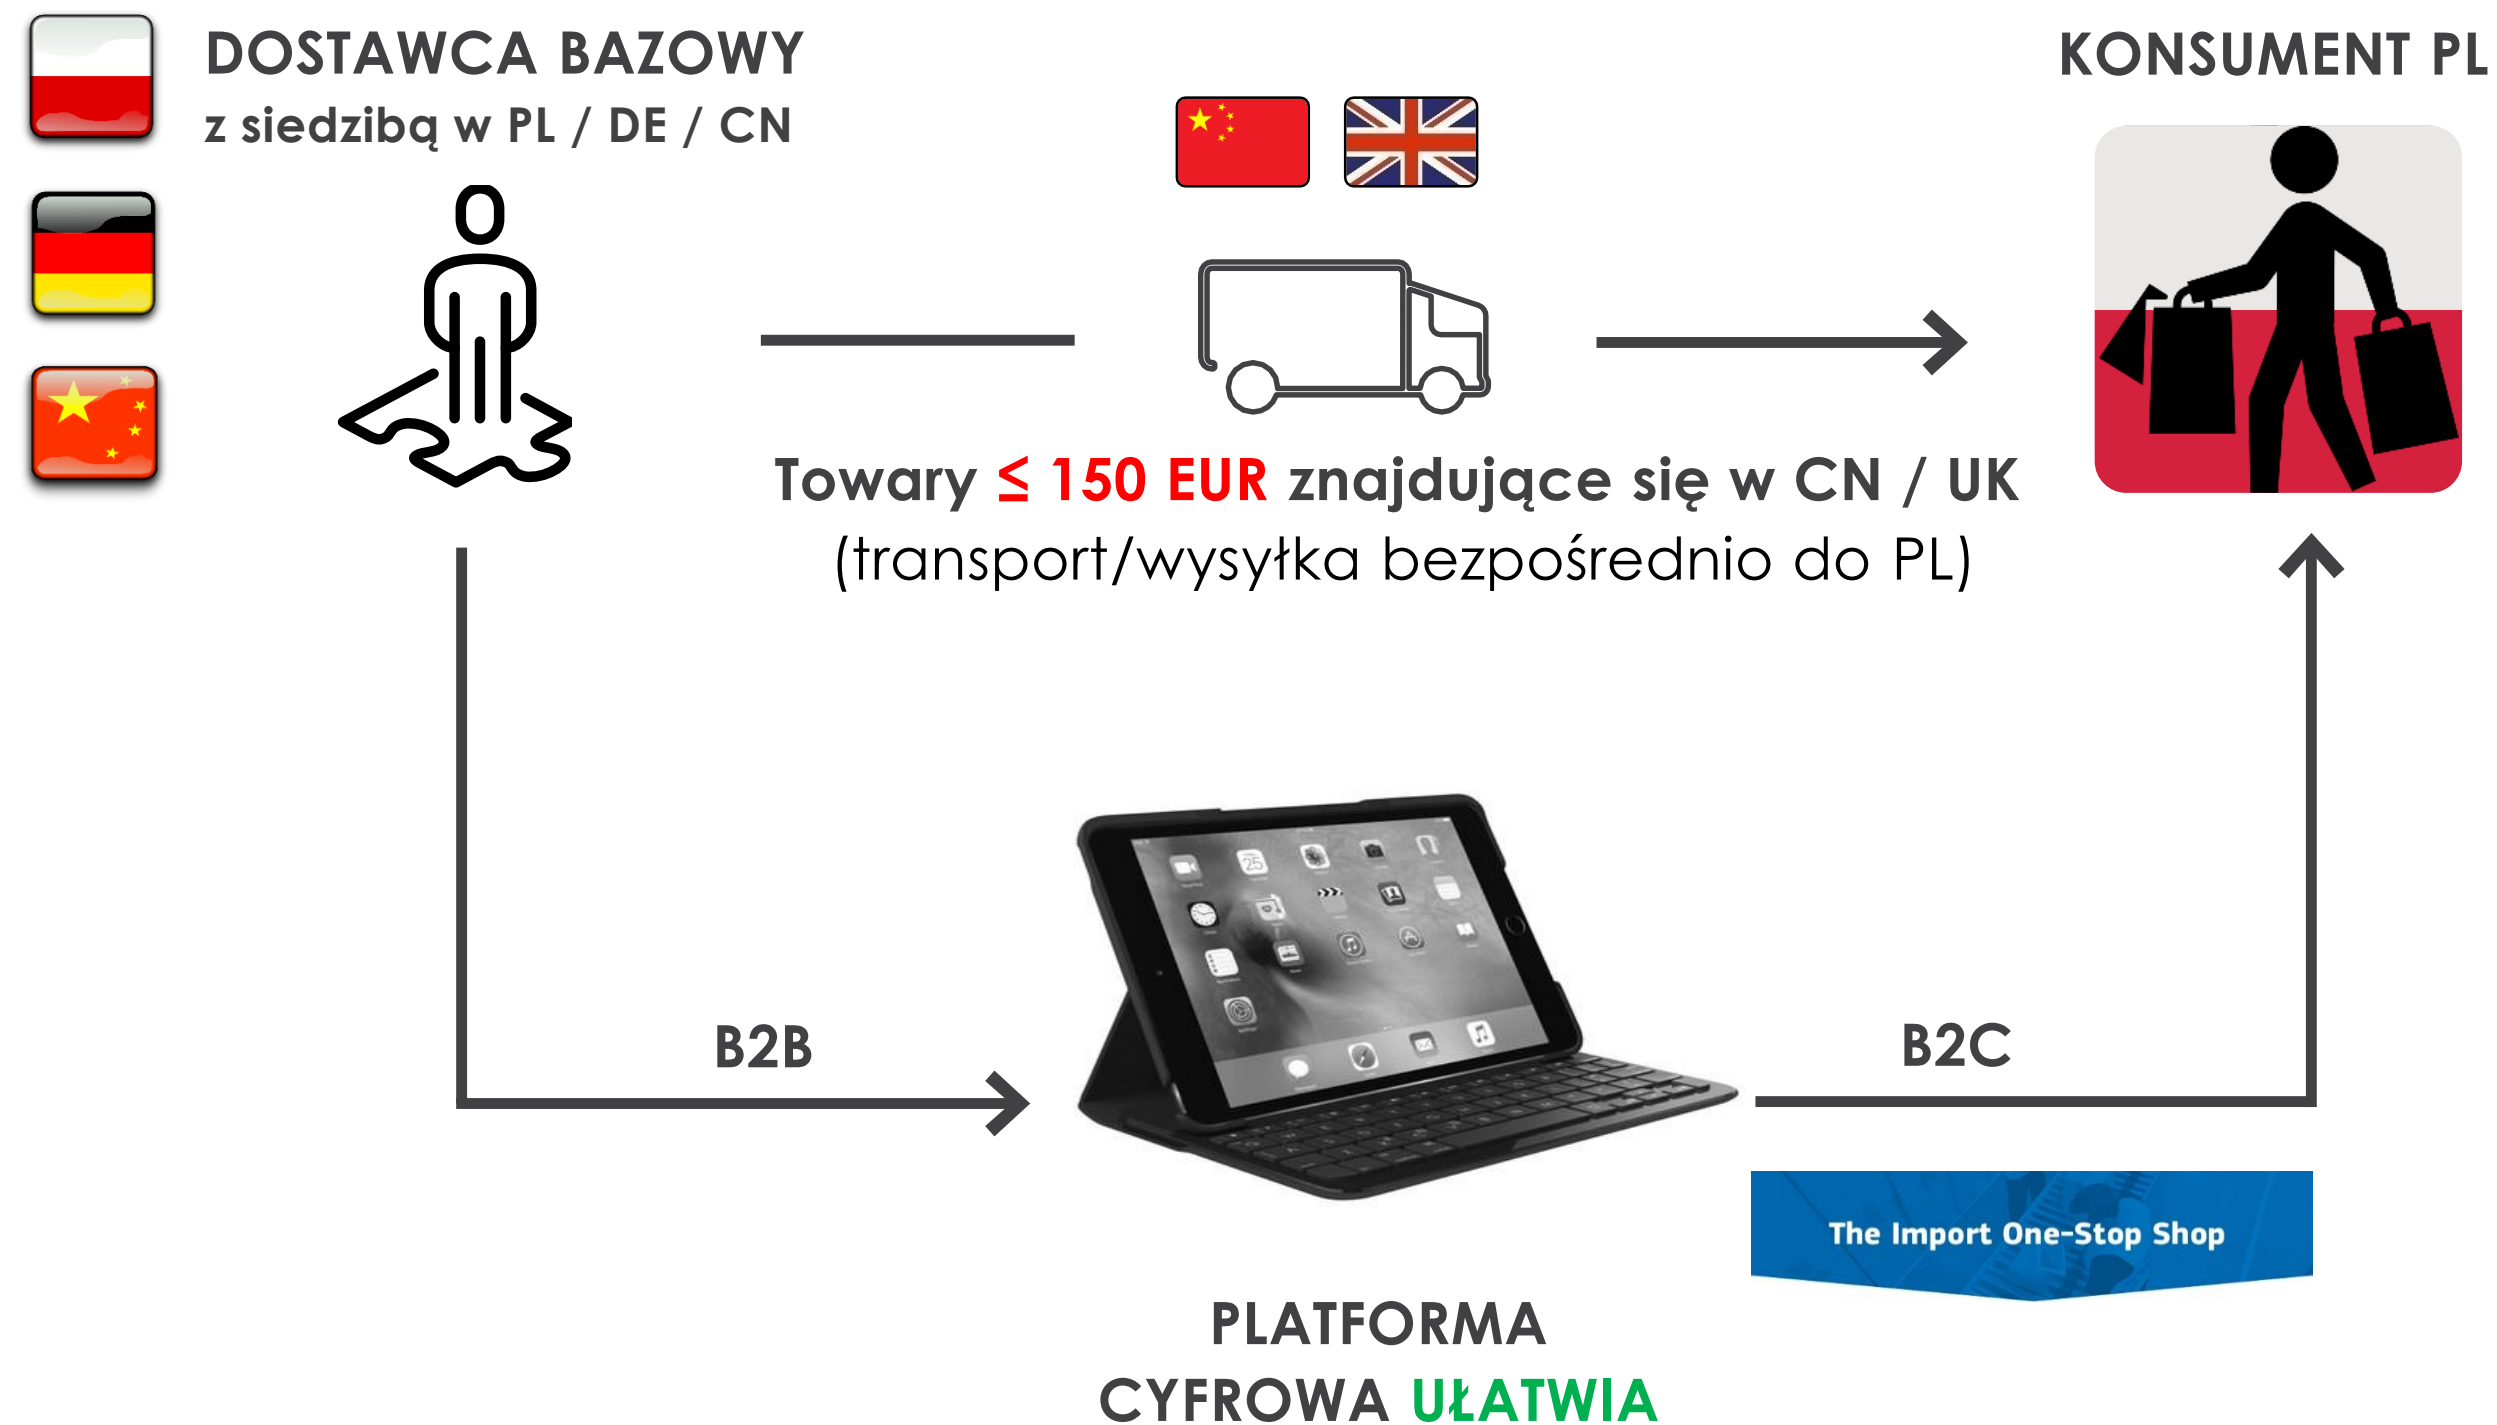 DOSTAWCA BAZOWY
z siedzibą w PL / DE / CN
KONSUMENT PL
Towary ≤ 150 EUR znajdujące się w CN / UK
(transport/wysyłka bezpośrednio do PL)
B2B
B2C
The Import One-Stop Shop
PLATFORMA
CYFROWA UŁATWIA